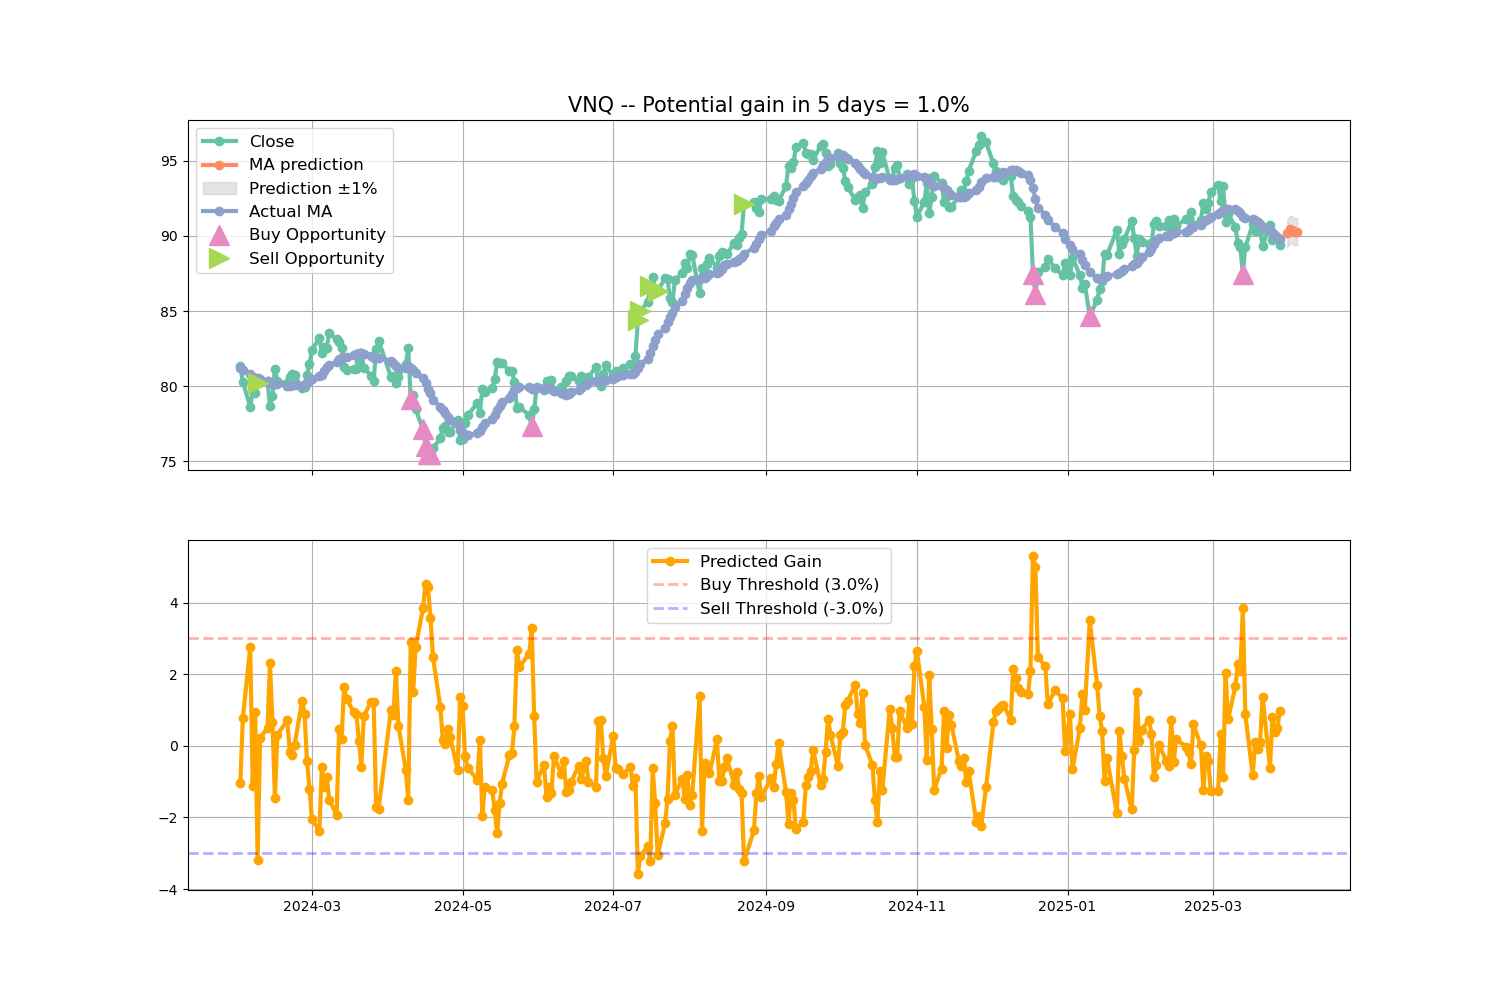 VNQ -- Potential gain in 5 days = 1.0%
Close
MA prediction
Prediction ±1%
Actual MA
Buy Opportunity
Sell Opportunity
95
90
85
80
75
Predicted Gain
Buy Threshold (3.0%)
Sell Threshold (-3.0%)
4
2
0
−2
−4
2024-03 2024-05 2024-07 2024-09 2024-11 2025-01 2025-03